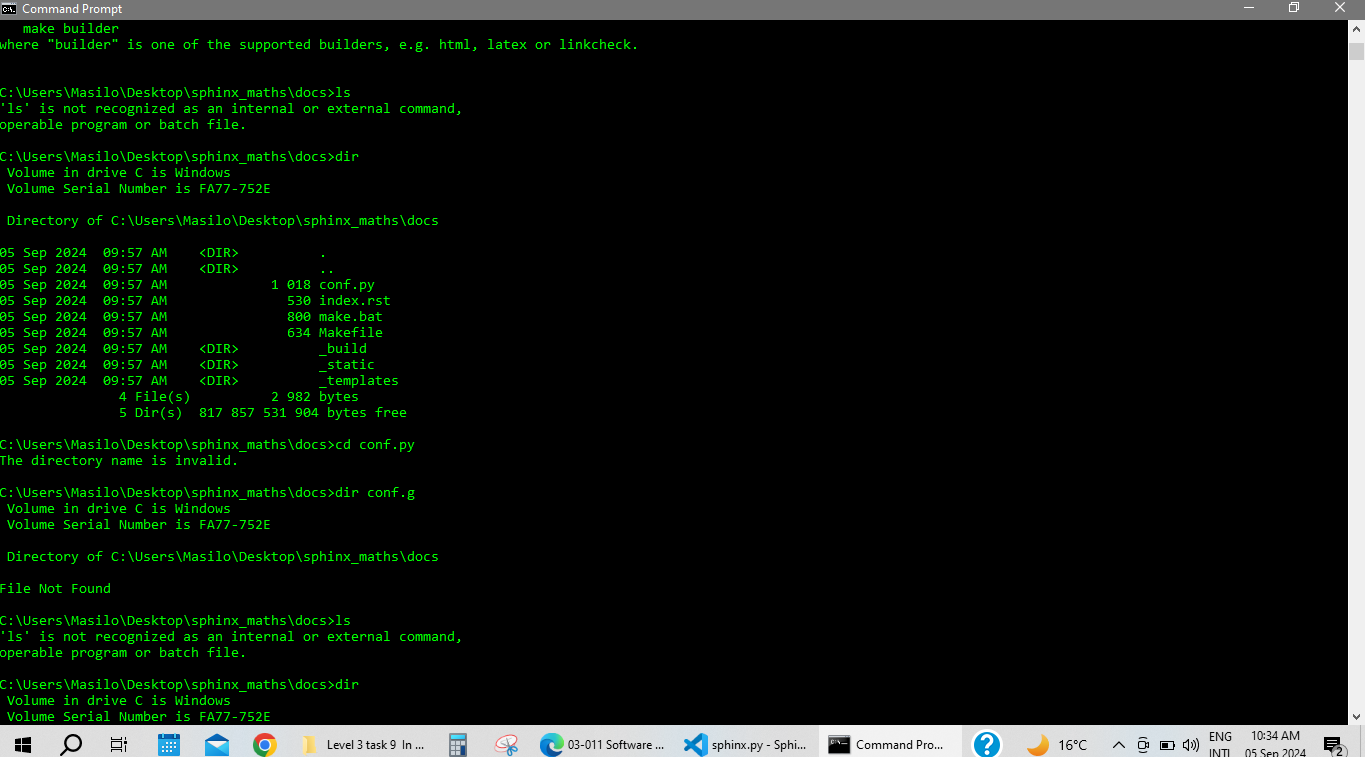 Command Prompt
make builder
where "builder" is one of the supported builders, e.g. html, latex or linkcheck.
C:\Users\Masilo\Desktop\sphinx_maths\docs>ls
'ls' is not recognized as an internal or external command,
operable program or batch file.
C:\Users\Masilo\Desktop\sphinx_maths\docs>dir
Volume in drive C is Windows
Volume Serial Number is FA77-752E
Directory of C:\Users\Masilo\Desktop\sphinx_maths\docs
05 Sep 2024  09:57 AM    <DIR>          .
05 Sep 2024  09:57 AM    <DIR>          ..
05 Sep 2024  09:57 AM             1 018 conf.py
05 Sep 2024  09:57 AM               530 index.rst
05 Sep 2024  09:57 AM               800 make.bat
05 Sep 2024  09:57 AM               634 Makefile
05 Sep 2024  09:57 AM    <DIR>          _build
05 Sep 2024  09:57 AM    <DIR>          _static
05 Sep 2024  09:57 AM    <DIR>          _templates
4 File(s)          2 982 bytes
5 Dir(s)  817 857 531 904 bytes free
C:\Users\Masilo\Desktop\sphinx_maths\docs>cd conf.py
The directory name is invalid.
C:\Users\Masilo\Desktop\sphinx_maths\docs>dir conf.g
Volume in drive C is Windows
Volume Serial Number is FA77-752E
Directory of C:\Users\Masilo\Desktop\sphinx_maths\docs
File Not Found
C:\Users\Masilo\Desktop\sphinx_maths\docs>ls
'ls' is not recognized as an internal or external command,
operable program or batch file.
C:\Users\Masilo\Desktop\sphinx_maths\docs>dir
Volume in drive C is Windows
Volume Serial Number is FA77-752E
Level 3 task 9 In ...
03-011 Software ...
sphinx.py - Sphi...
Command Pro...
16°C
ENG
INTL
10:34 AM
05 Sep 2024
2